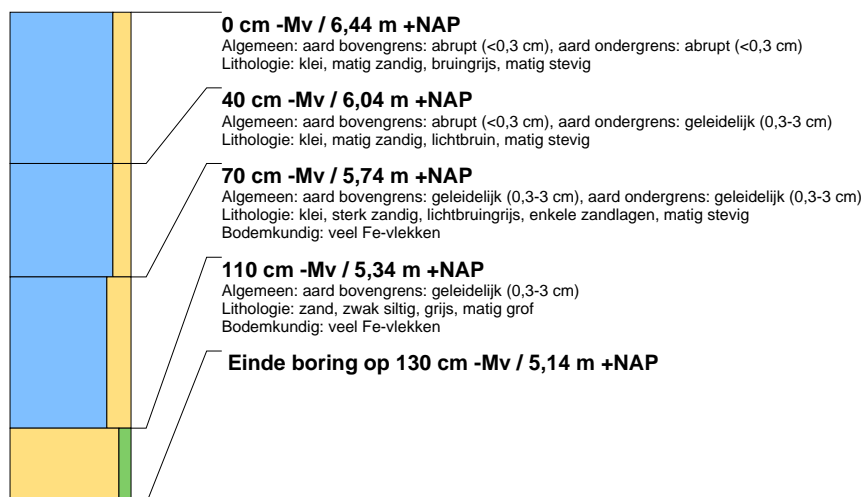 0 cm -Mv / 6,44 m +NAP
Algemeen: aard bovengrens: abrupt (<0,3 cm), aard ondergrens: abrupt (<0,3 cm)
Lithologie: klei, matig zandig, bruingrijs, matig stevig
40 cm -Mv / 6,04 m +NAP
Algemeen: aard bovengrens: abrupt (<0,3 cm), aard ondergrens: geleidelijk (0,3-3 cm)
Lithologie: klei, matig zandig, lichtbruin, matig stevig
70 cm -Mv / 5,74 m +NAP
Algemeen: aard bovengrens: geleidelijk (0,3-3 cm), aard ondergrens: geleidelijk (0,3-3 cm)
Lithologie: klei, sterk zandig, lichtbruingrijs, enkele zandlagen, matig stevig
Bodemkundig: veel Fe-vlekken
110 cm -Mv / 5,34 m +NAP
Algemeen: aard bovengrens: geleidelijk (0,3-3 cm)
Lithologie: zand, zwak siltig, grijs, matig grof
Bodemkundig: veel Fe-vlekken
Einde boring op 130 cm -Mv / 5,14 m +NAP